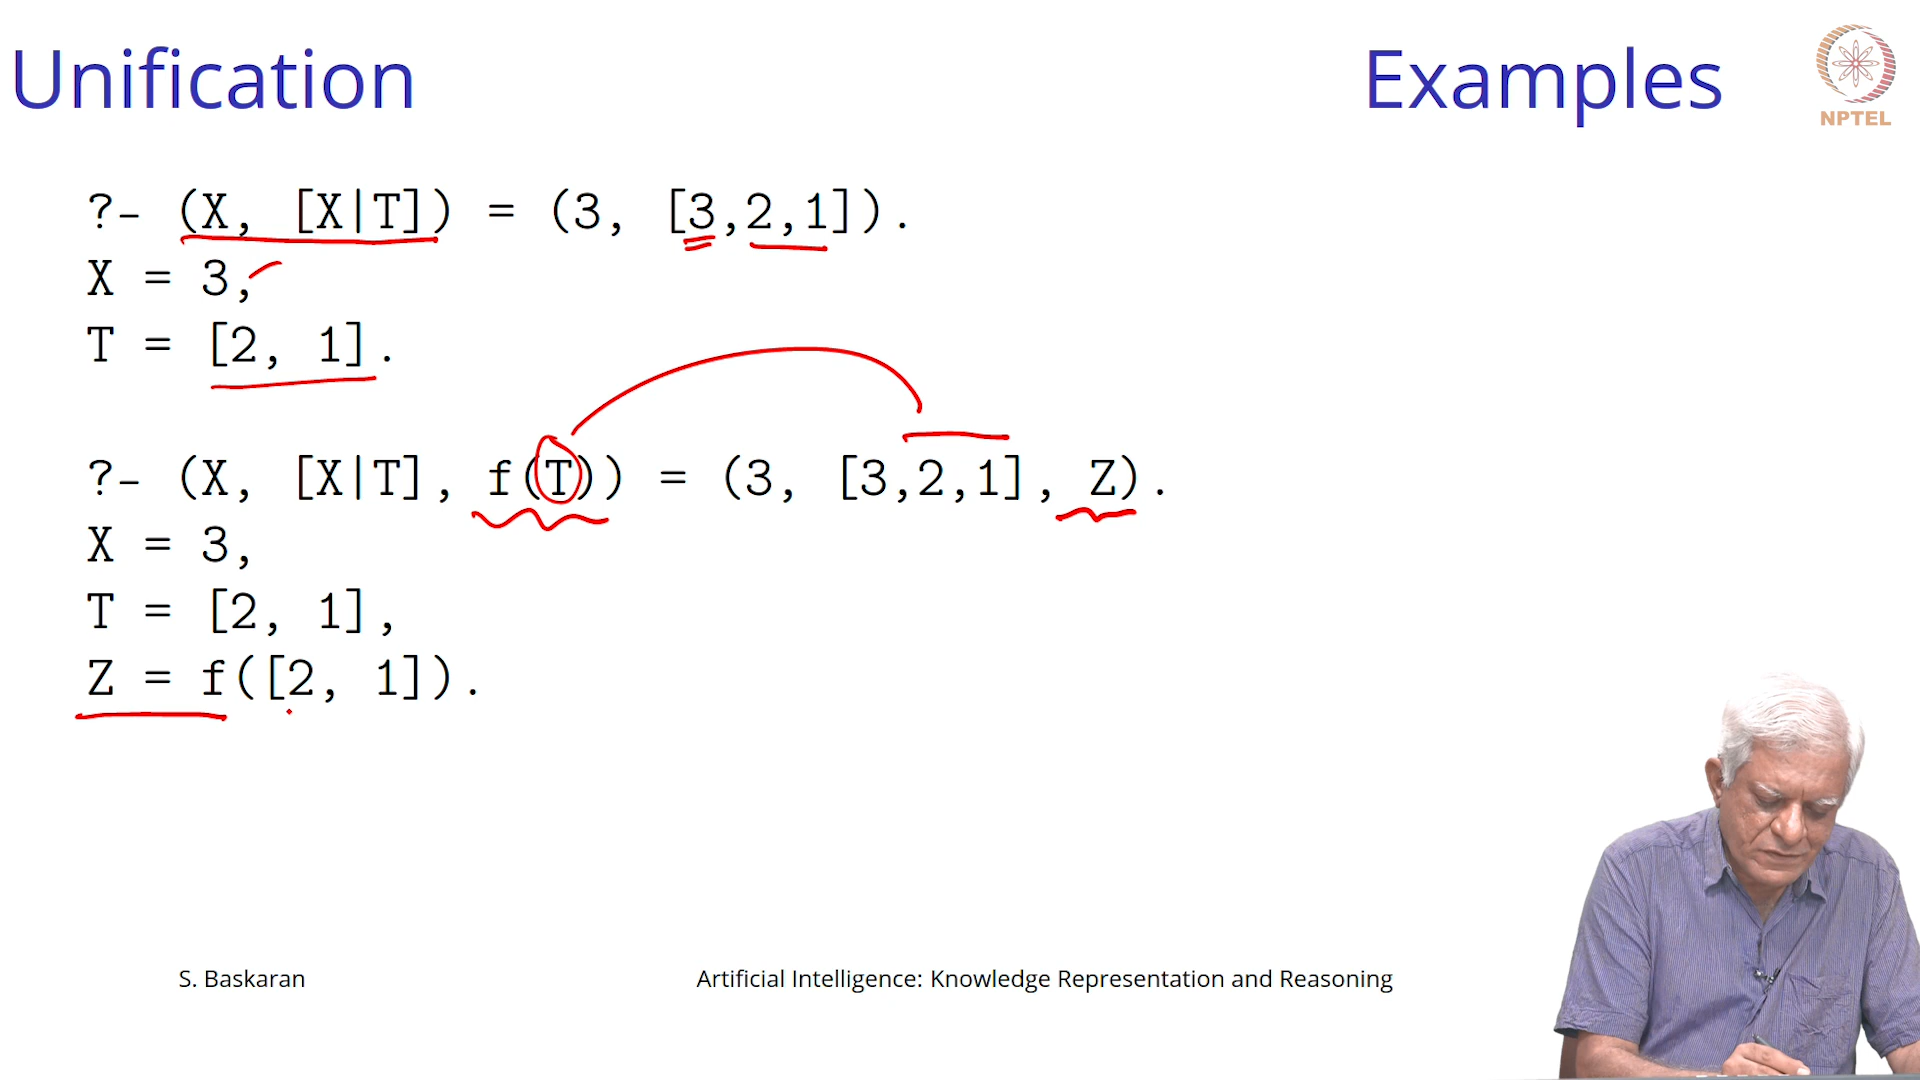 Unification Examples
NPTEL
?- (X, [X|T]) = (3, [3,2,1]).
X = 3,
T = [2, 1].
?- (X, [X|T], f(T)) = (3, [3,2,1], Z).
X = 3,
T = [2, 1],
Z = f([2, 1]).
S. Baskaran Artificial Intelligence: Knowledge Representation and Reasoning